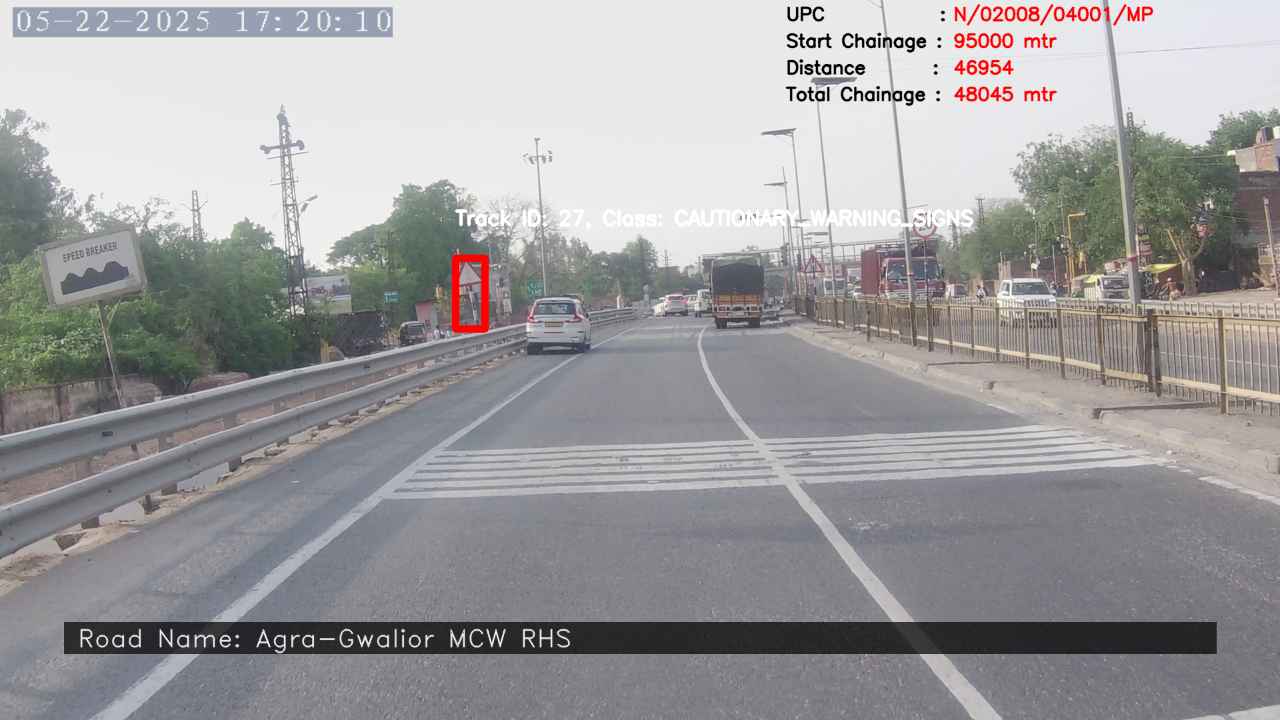 05-22-2025 17:20:10
UPC : N/02008/04001/MP
Start Chainage : 95000 mtr
Distance : 46954
Total Chainage : 48045 mtr
Track ID: 27, Class: CAUTIONARY_WARNING_SIGNS
SPEED BREAKER
Road Name: Agra-Gwalior MCW RHS